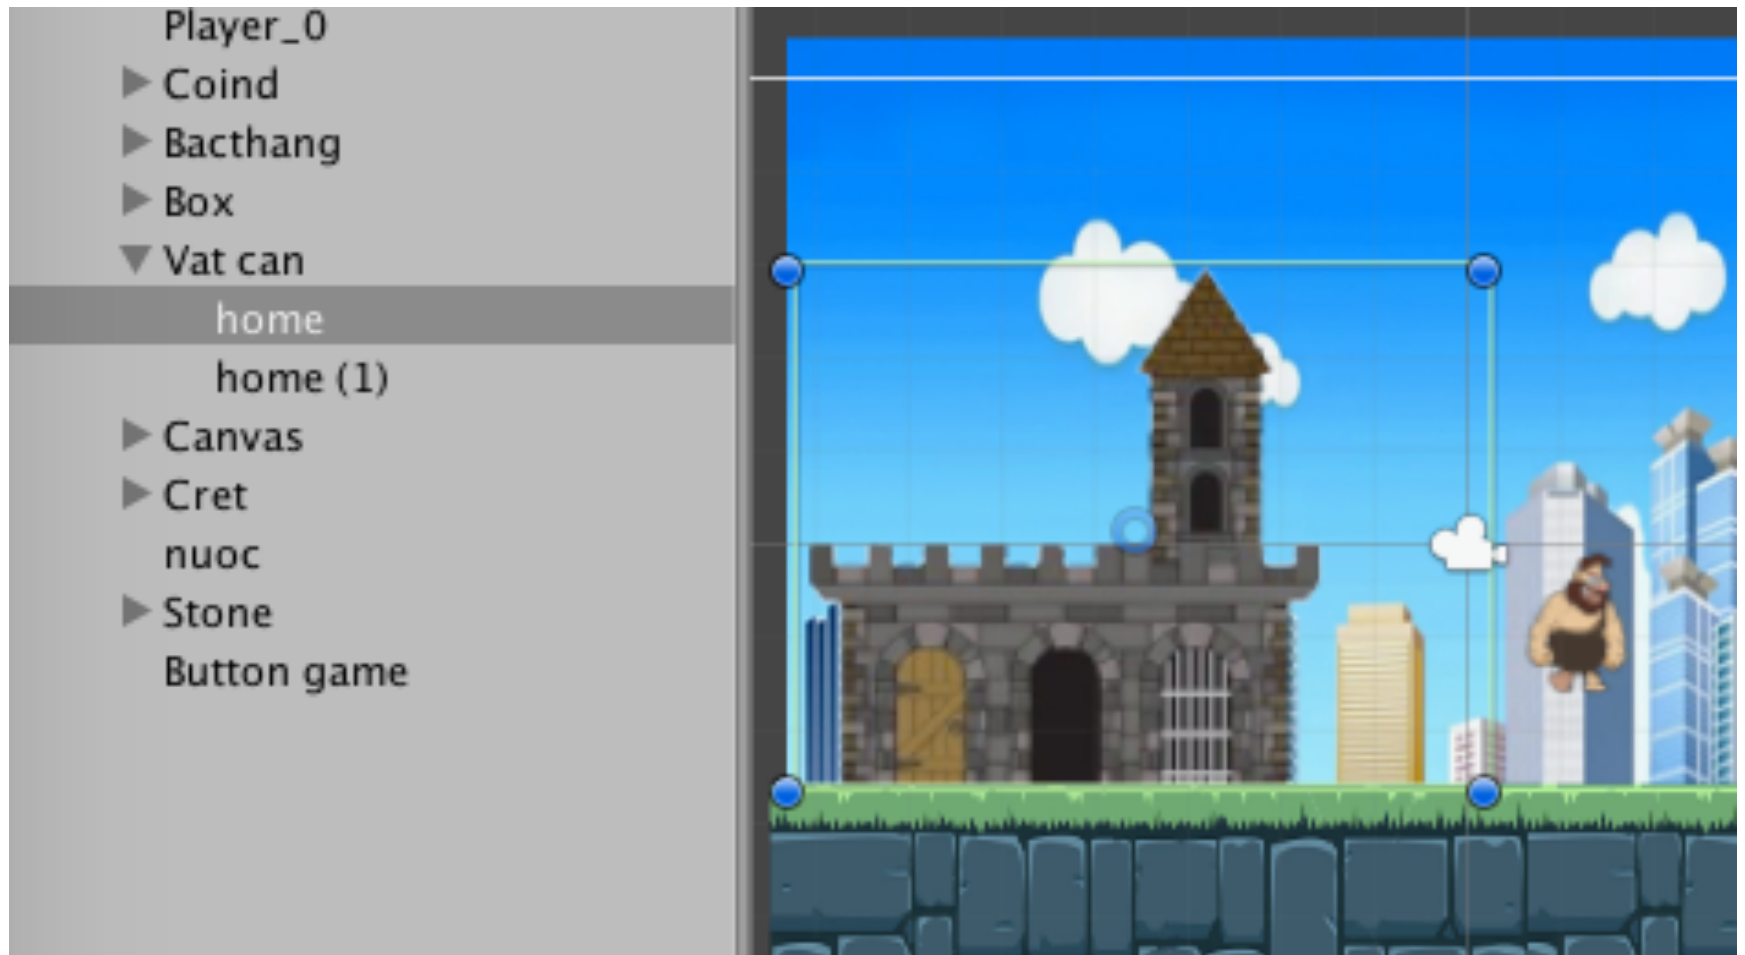 Player_0
Coind
Bacthang
Box
Vat can
home
home (1)
Canvas
Cret
nuoc
Stone
Button game